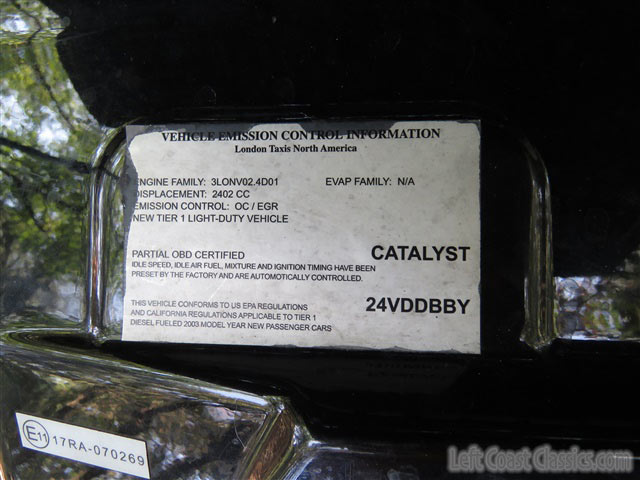 VEHICLE EMISSION CONTROL INFORMATION
London Taxis North America
ENGINE FAMILY: 3LONV02.4D01 EVAP FAMILY: N/A
DISPLACEMENT: 2402 CC
EMISSION CONTROL: OC / EGR
NEW TIER 1 LIGHT-DUTY VEHICLE
PARTIAL OBD CERTIFIED CATALYST
IDLE SPEED, IDLE AIR FUEL, MIXTURE AND IGNITION TIMING HAVE BEEN
PRESET BY THE FACTORY AND ARE AUTOMOTICALLY CONTROLLED.
THIS VEHICLE CONFORMS TO US EPA REGULATIONS 24VDDBBY
AND CALIFORNIA REGULATIONS APPLICABLE TO TIER 1
DIESEL FUELED 2003 MODEL YEAR NEW PASSENGER CARS
E11 17RA-070269
Left Coast Classics.com